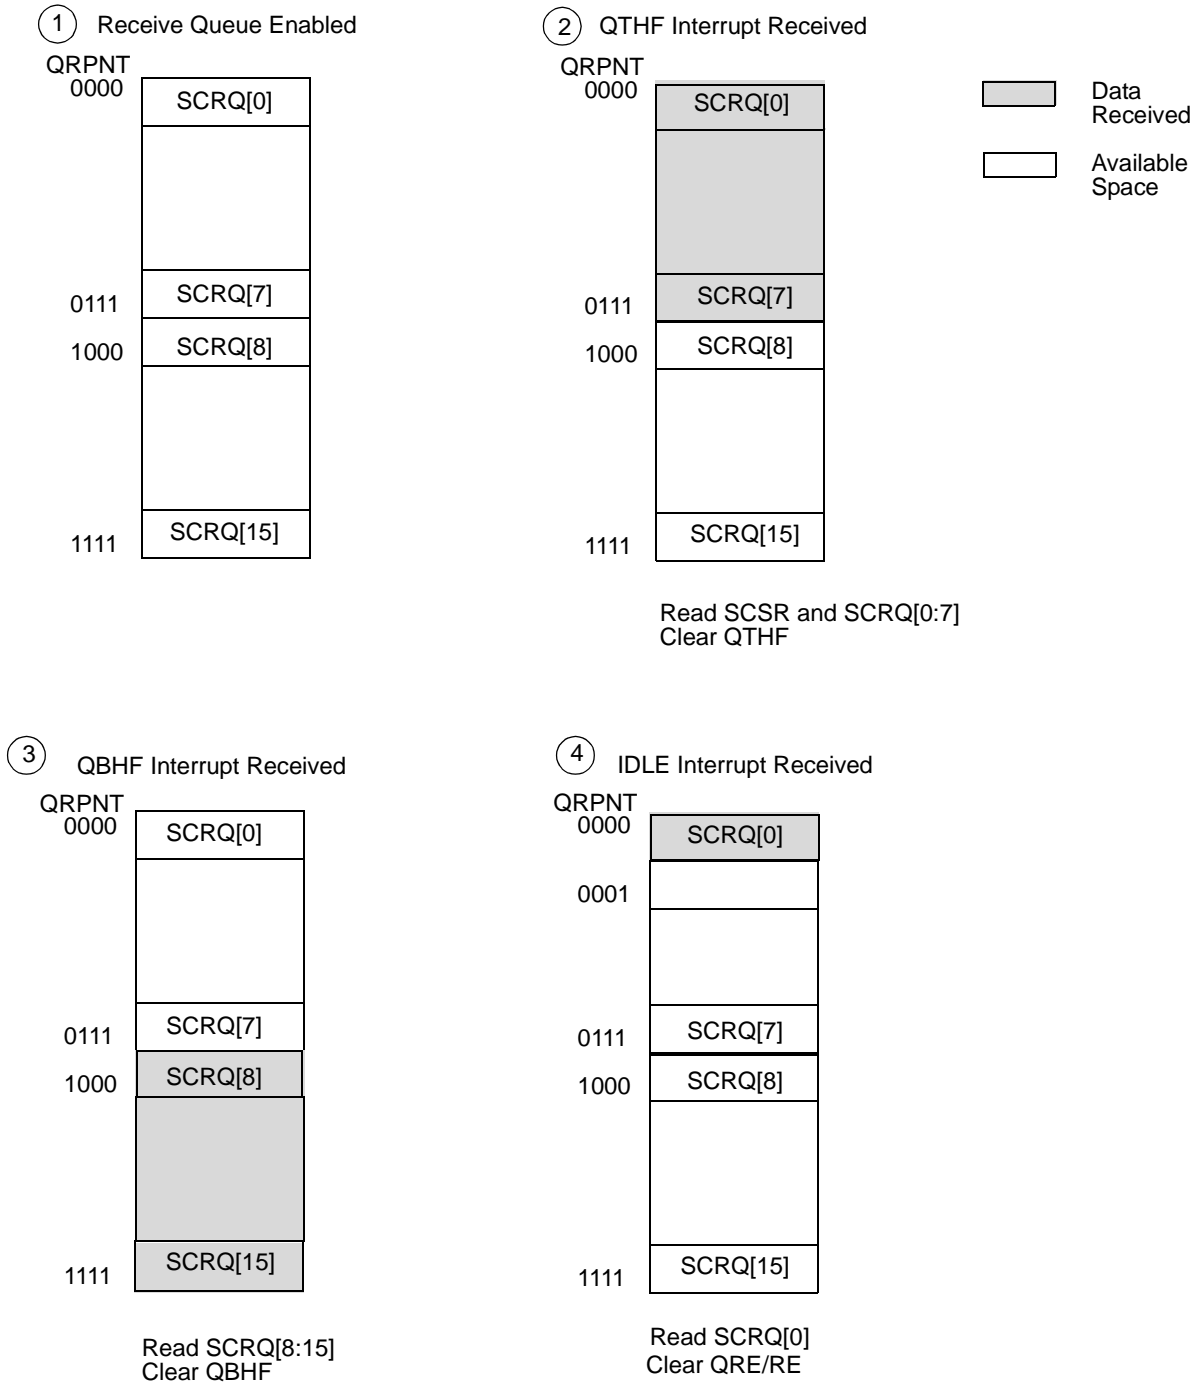 1 Receive Queue Enabled
QRPNT
0000 SCRQ[0]
0111 SCRQ[7]
1000 SCRQ[8]
1111 SCRQ[15]
2 QTHF Interrupt Received
QRPNT
0000 SCRQ[0]
0111 SCRQ[7]
1000 SCRQ[8]
1111 SCRQ[15]
Read SCSR and SCRQ[0:7]
Clear QTHF
Data
Received
Available
Space
3 QBHF Interrupt Received
QRPNT
0000 SCRQ[0]
0111 SCRQ[7]
1000 SCRQ[8]
1111 SCRQ[15]
Read SCRQ[8:15]
Clear QBHF
4 IDLE Interrupt Received
QRPNT
0000 SCRQ[0]
0001
0111 SCRQ[7]
1000 SCRQ[8]
1111 SCRQ[15]
Read SCRQ[0]
Clear QRE/RE